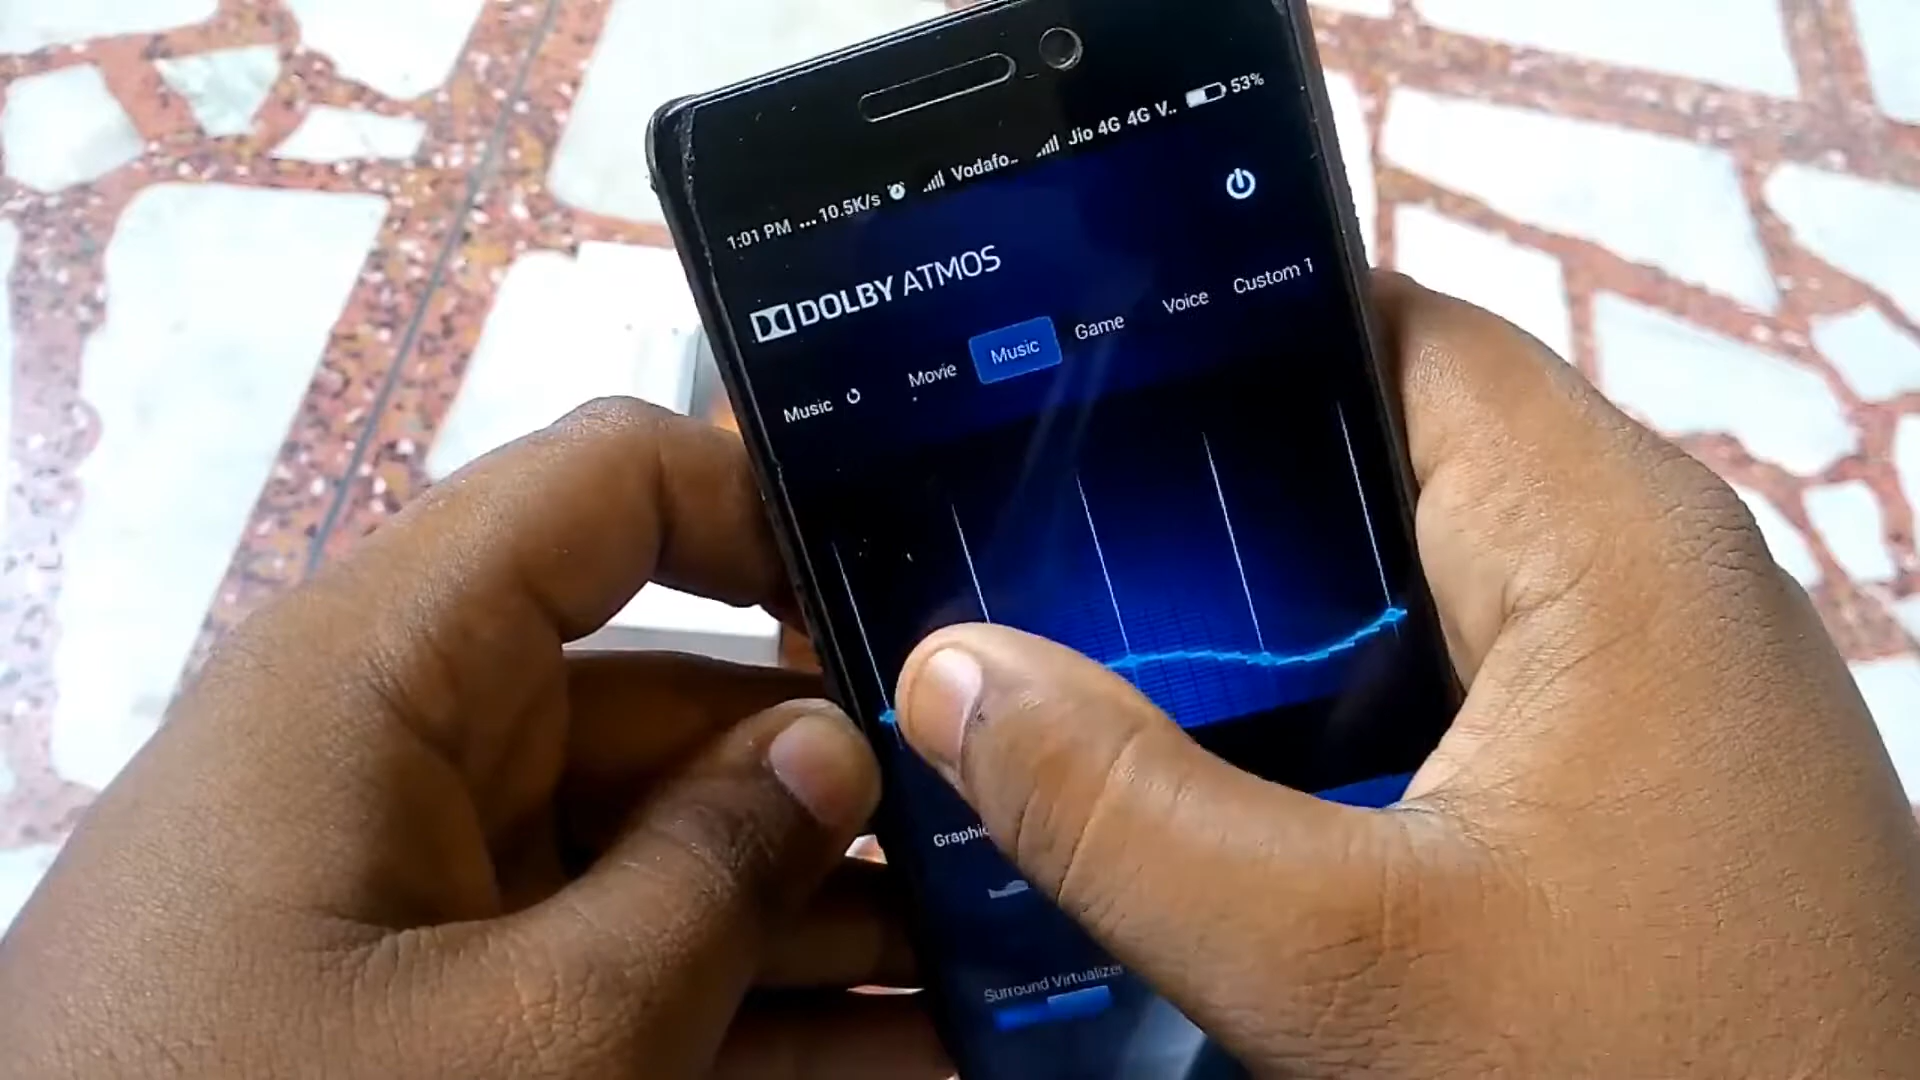 1:01 PM ... 10.5K/s Vodafo... Jio 4G 4G V.. 53%
DOLBY ATMOS
Music Movie Music Game Voice Custom 1
Graphic
Surround Virtualizer